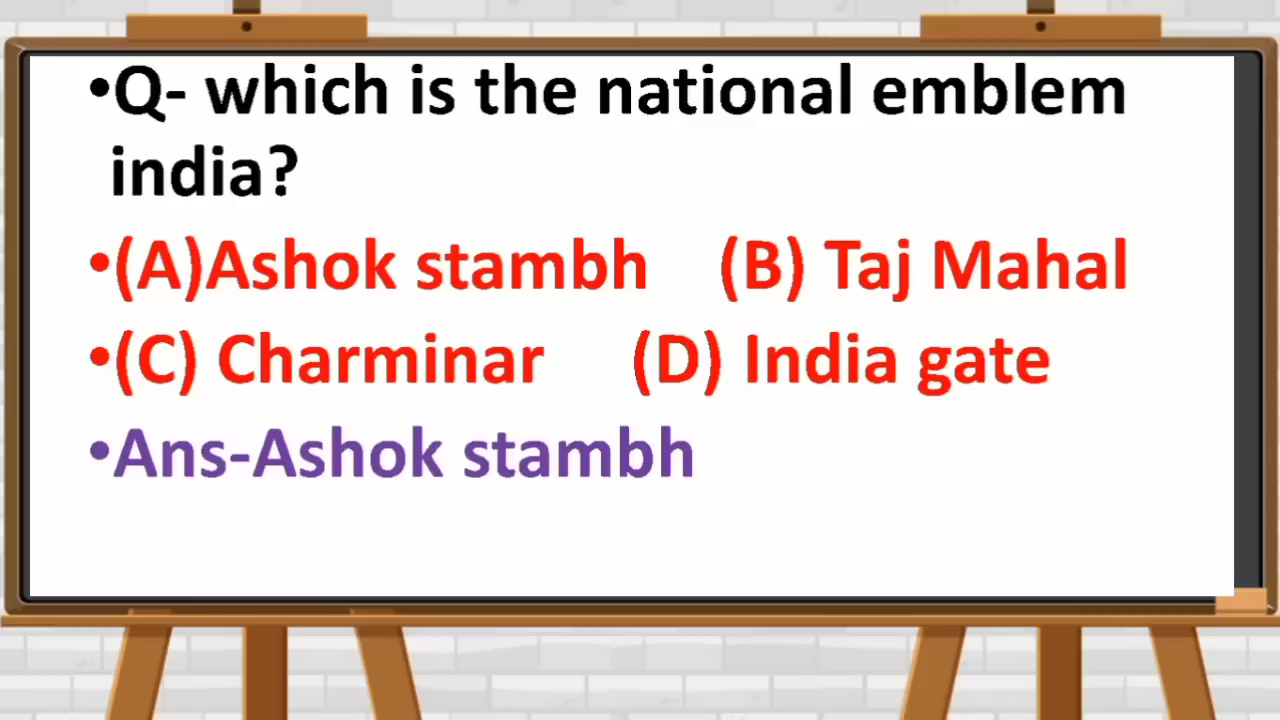 •Q- which is the national emblem
india?
•(A)Ashok stambh (B) Taj Mahal
•(C) Charminar (D) India gate
•Ans-Ashok stambh